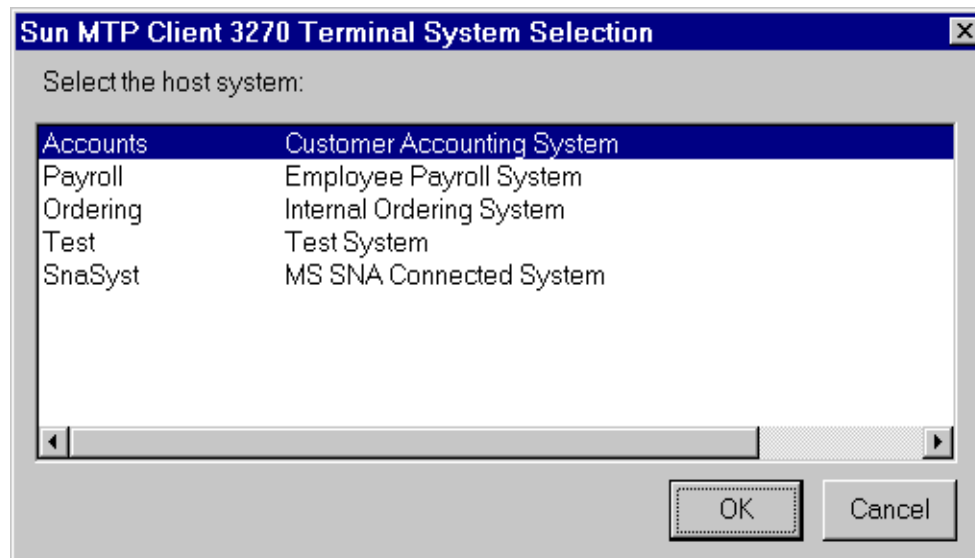 Sun MTP Client 3270 Terminal System Selection
Select the host system:
Accounts Customer Accounting System
Payroll Employee Payroll System
Ordering Internal Ordering System
Test Test System
SnaSyst MS SNA Connected System
OK Cancel